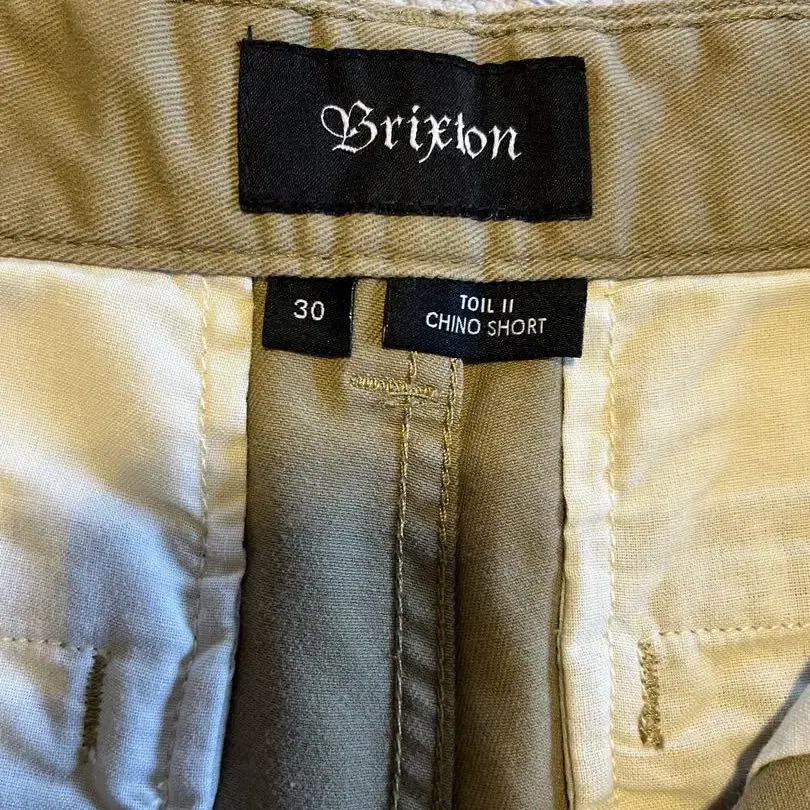 Brixton
30
TOIL II
CHINO SHORT